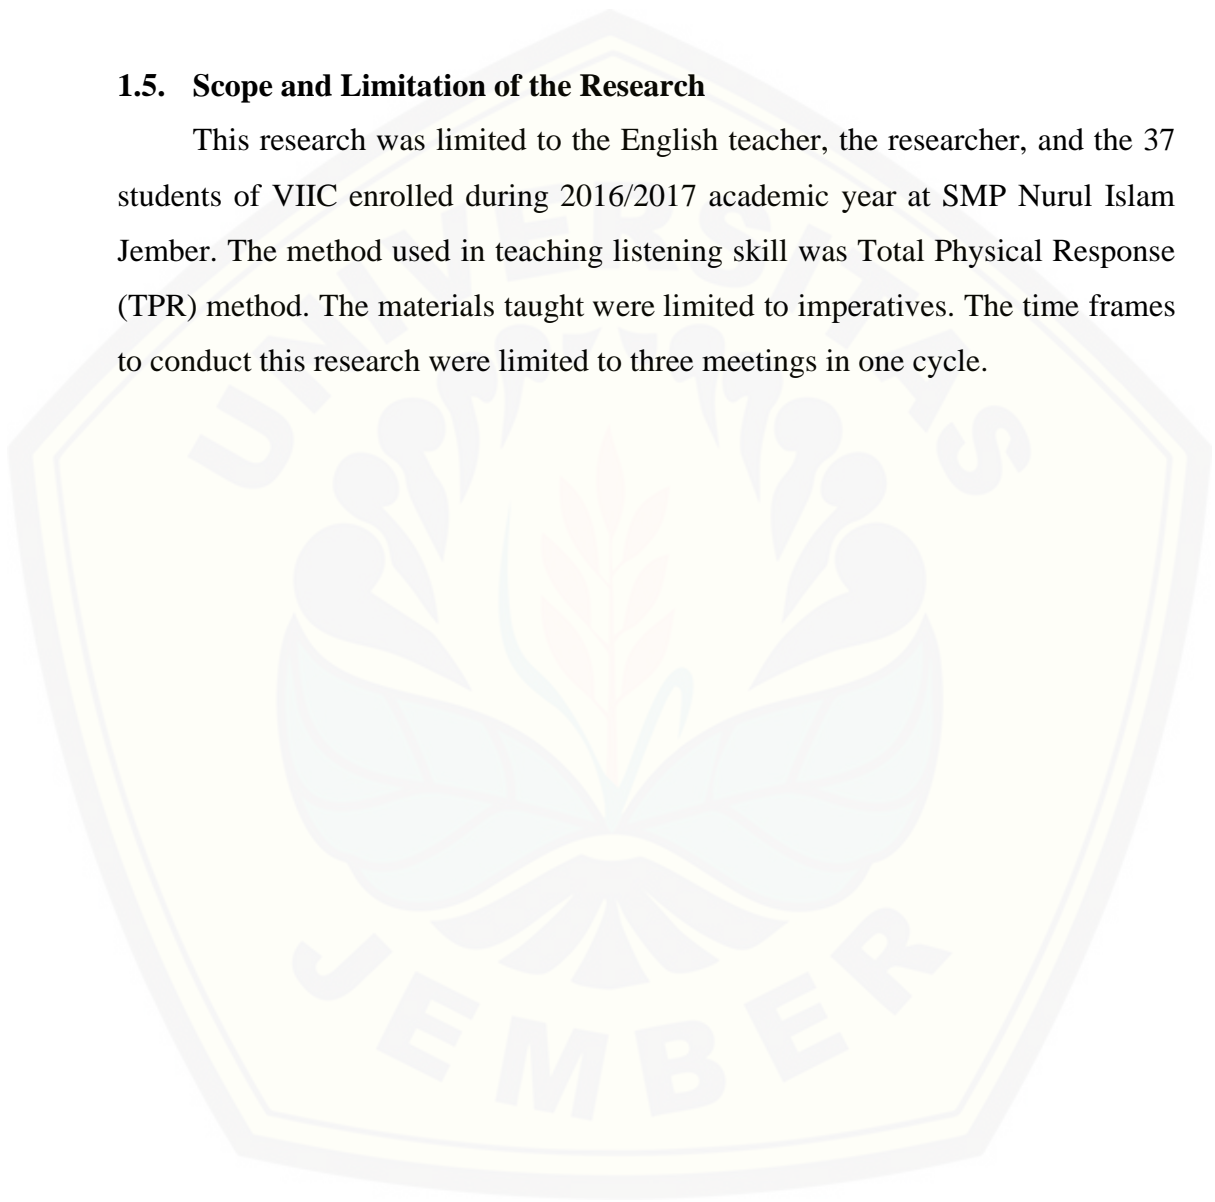 1.5. Scope and Limitation of the Research
This research was limited to the English teacher, the researcher, and the 37
students of VIIC enrolled during 2016/2017 academic year at SMP Nurul Islam
Jember. The method used in teaching listening skill was Total Physical Response
(TPR) method. The materials taught were limited to imperatives. The time frames
to conduct this research were limited to three meetings in one cycle.
UNIVERSITAS
JEMBER